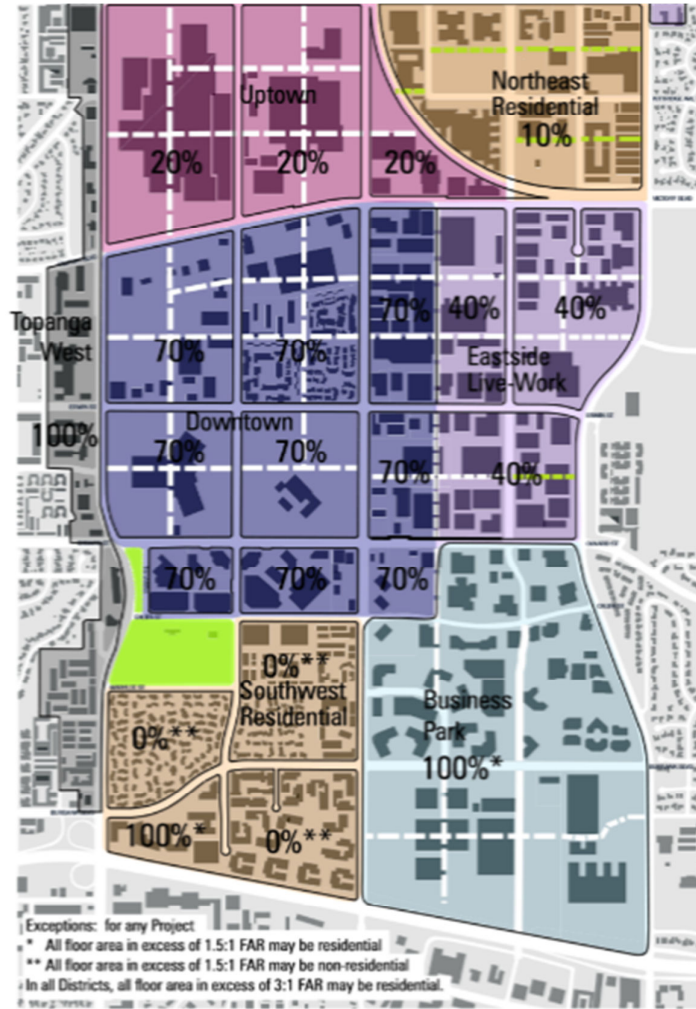 Northeast
Residential
10%
Uptown
20%
20%
20%
Topanga
West
100%
70%
40%
40%
70%
70%
Eastside
Live-Work
Downtown
70%
70%
70%
40%
70%
70%
70%
0%**
Southwest
Residential
0%**
Business
Park
100%*
100%*
0%**
Exceptions: for any Project
* All floor area in excess of 1.5:1 FAR may be residential
** All floor area in excess of 1.5:1 FAR may be non-residential
In all Districts, all floor area in excess of 3:1 FAR may be residential.